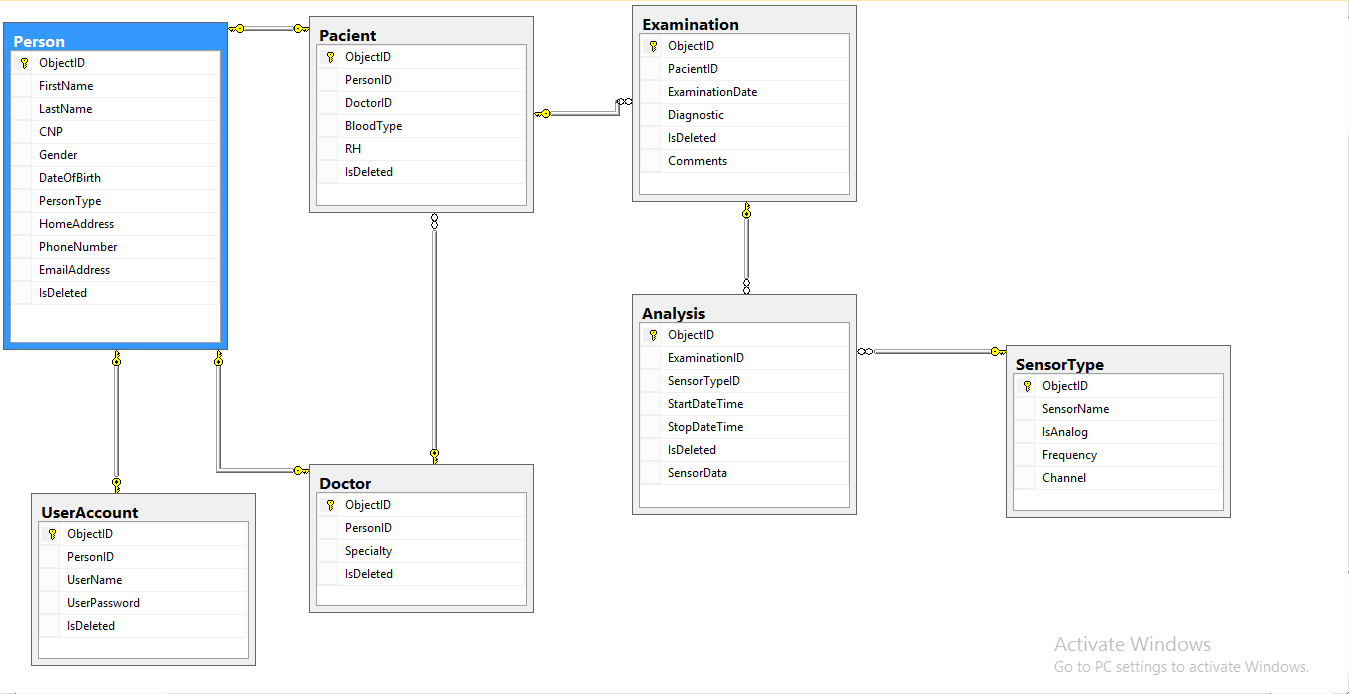 Person
ObjectID
FirstName
LastName
CNP
Gender
DateOfBirth
PersonType
HomeAddress
PhoneNumber
EmailAddress
IsDeleted
Pacient
ObjectID
PersonID
DoctorID
BloodType
RH
IsDeleted
Examination
ObjectID
PacientID
ExaminationDate
Diagnostic
IsDeleted
Comments
Analysis
ObjectID
ExaminationID
SensorTypeID
StartDateTime
StopDateTime
IsDeleted
SensorData
SensorType
ObjectID
SensorName
IsAnalog
Frequency
Channel
UserAccount
ObjectID
PersonID
UserName
UserPassword
IsDeleted
Doctor
ObjectID
PersonID
Specialty
IsDeleted
Activate Windows
Go to PC settings to activate Windows.